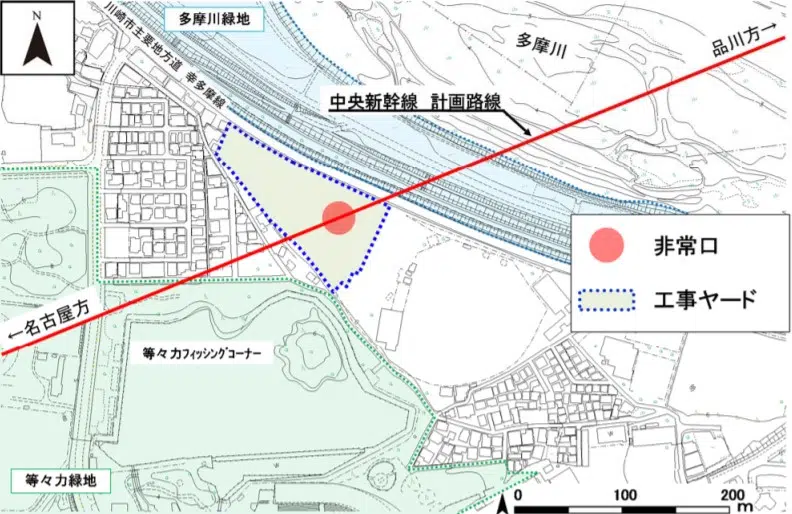 N
多摩川緑地
川崎市主要地方道 幸多摩線
多摩川
品川方→
中央新幹線 計画路線
非常口
工事ヤード
←名古屋方
等々力フィッシングコーナー
等々力緑地
0 100 200
m